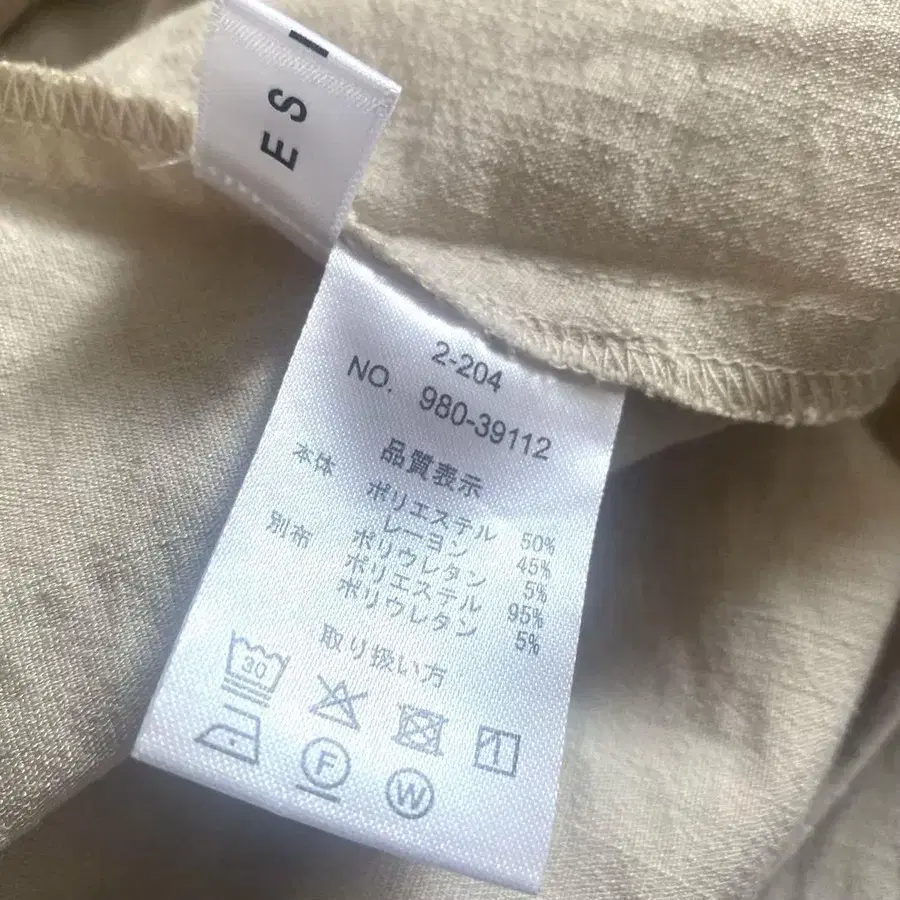 ES
2-204
NO. 980-39112
品質表示
本体 ポリエステル 50%
レーヨン 45%
ポリウレタン 5%
別布 ポリエステル 95%
ポリウレタン 5%
取り扱い方
30
F
W